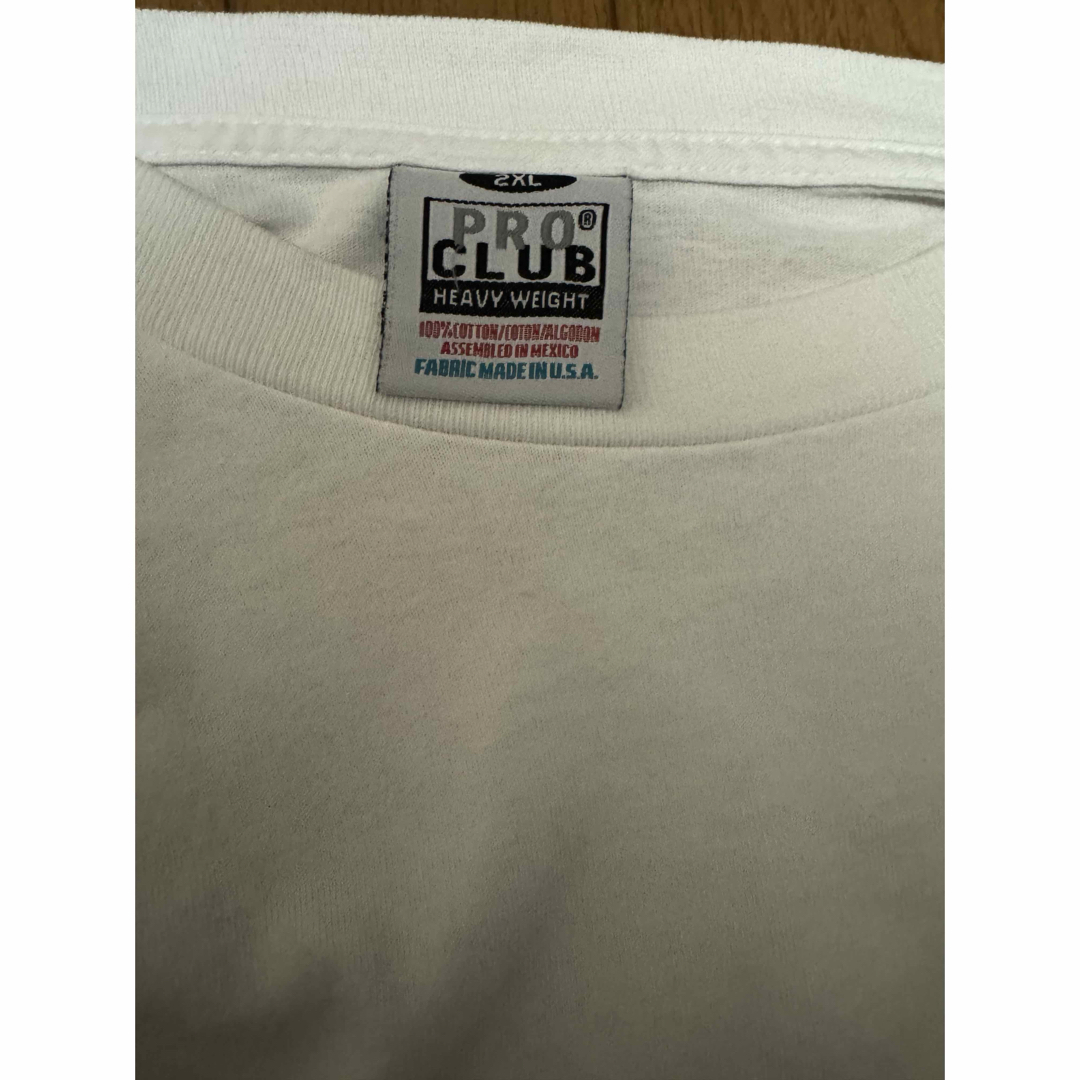 2XL
PRO®
CLUB
HEAVY WEIGHT
100%COTTON/COTON/ALGODON
ASSEMBLED IN MEXICO
FABRIC MADE IN U.S.A.